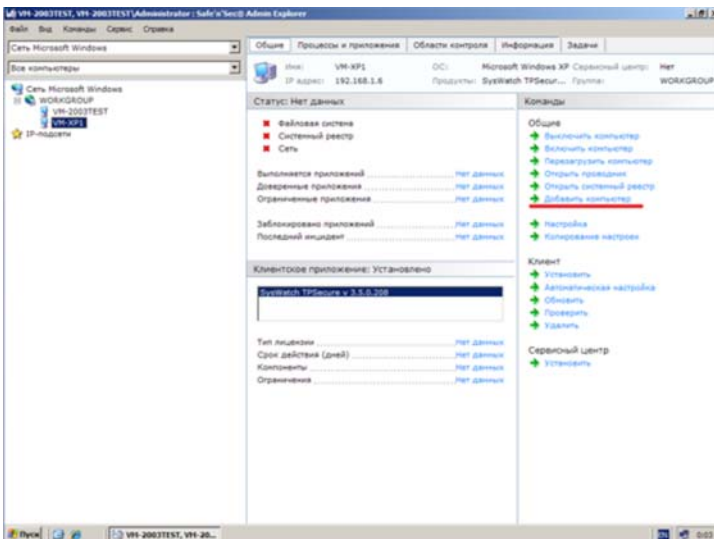 VM-2003TEST, VM-2003TEST\Administrator : Safe'n'Sec® Admin Explorer
Файл Вид Команды Сервис Справка
Сеть Microsoft Windows
Все компьютеры
Сеть Microsoft Windows
WORKGROUP
VM-2003TEST
VM-XP1
IP-подсети
Общие Процессы и приложения Области контроля Информация Задачи
Имя: VM-XP1 ОС: Microsoft Windows XP Сервисный центр: Нет
IP адрес: 192.168.1.6 Продукты: SysWatch TPSecur... Группа: WORKGROUP
Статус: Нет данных
Файловая система
Системный реестр
Сеть
Выполняется приложений Нет данных
Доверенные приложения Нет данных
Ограниченные приложения Нет данных
Заблокировано приложений Нет данных
Последний инцидент Нет данных
Клиентское приложение: Установлено
SysWatch TPSecure v 3.5.0.208
Тип лицензии Нет данных
Срок действия (дней) Нет данных
Компоненты Нет данных
Ограничения Нет данных
Команды
Общие
Выключить компьютер
Включить компьютер
Перезагрузить компьютер
Открыть проводник
Открыть системный реестр
Добавить компьютер
Настройка
Копирование настроек
Клиент
Установить
Автоматическая настройка
Обновить
Проверить
Удалить
Сервисный центр
Установить
Пуск VM-2003TEST, VM-20... EN 0:03